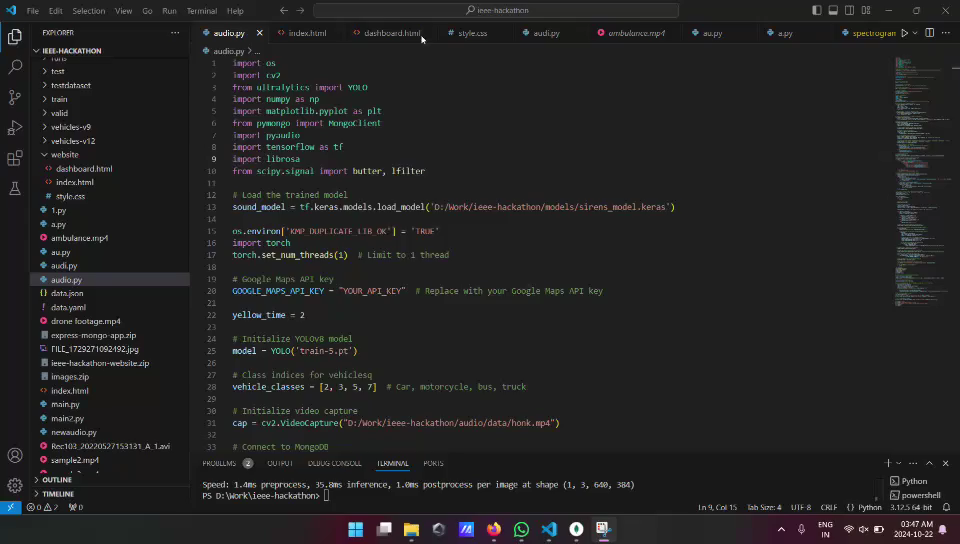 File Edit Selection View Go Run Terminal Help
ieee-hackathon
EXPLORER
audio.py
index.html
dashboard.html
style.css
audi.py
ambulance.mp4
au.py
a.py
spectrogram
IEEE-HACKATHON
audio.py > ...
runs
test
testdataset
train
valid
vehicles-v9
vehicles-v12
website
dashboard.html
index.html
style.css
1.py
a.py
ambulance.mp4
au.py
audi.py
audio.py
data.json
data.yaml
drone footage.mp4
express-mongo-app.zip
FILE_1729271092492.jpg
ieee-hackathon-website.zip
images.zip
index.html
main.py
main2.py
newaudio.py
Rec103_20220527153131_A_1.avi
sample2.mp4
OUTLINE
TIMELINE
1 import os
2 import cv2
3 from ultralytics import YOLO
4 import numpy as np
5 import matplotlib.pyplot as plt
6 from pymongo import MongoClient
7 import pyaudio
8 import tensorflow as tf
9 import librosa
10 from scipy.signal import butter, lfilter
11
12 # Load the trained model
13 sound_model = tf.keras.models.load_model('D:/Work/ieee-hackathon/models/sirens_model.keras')
14
15 os.environ['KMP_DUPLICATE_LIB_OK'] = 'TRUE'
16 import torch
17 torch.set_num_threads(1) # Limit to 1 thread
18
19 # Google Maps API key
20 GOOGLE_MAPS_API_KEY = "YOUR_API_KEY" # Replace with your Google Maps API key
21
22 yellow_time = 2
23
24 # Initialize YOLOv8 model
25 model = YOLO('train-5.pt')
26
27 # Class indices for vehiclesq
28 vehicle_classes = [2, 3, 5, 7] # Car, motorcycle, bus, truck
29
30 # Initialize video capture
31 cap = cv2.VideoCapture("D:/Work/ieee-hackathon/audio/data/honk.mp4")
32
33 # Connect to MongoDB
PROBLEMS 2 OUTPUT DEBUG CONSOLE TERMINAL PORTS
Speed: 1.4ms preprocess, 35.8ms inference, 1.0ms postprocess per image at shape (1, 3, 640, 384)
PS D:\Work\ieee-hackathon>
Python
powershell
0 2 0 Ln 9, Col 15 Tab Size: 4 UTF-8 CRLF Python 3.12.5 64-bit
ENG
IN
03:47 AM
2024-10-22